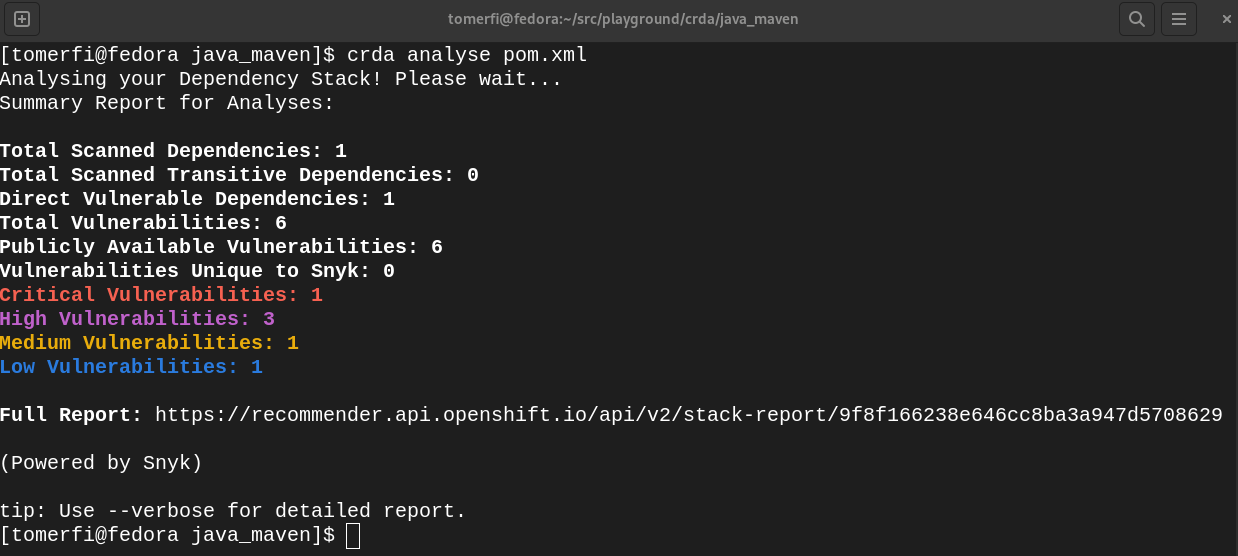 tomerfi@fedora:~/src/playground/crda/java_maven
[tomerfi@fedora java_maven]$ crda analyse pom.xml
Analysing your Dependency Stack! Please wait...
Summary Report for Analyses:
Total Scanned Dependencies: 1
Total Scanned Transitive Dependencies: 0
Direct Vulnerable Dependencies: 1
Total Vulnerabilities: 6
Publicly Available Vulnerabilities: 6
Vulnerabilities Unique to Snyk: 0
Critical Vulnerabilities: 1
High Vulnerabilities: 3
Medium Vulnerabilities: 1
Low Vulnerabilities: 1
Full Report: https://recommender.api.openshift.io/api/v2/stack-report/9f8f166238e646cc8ba3a947d5708629
(Powered by Snyk)
tip: Use --verbose for detailed report.
[tomerfi@fedora java_maven]$